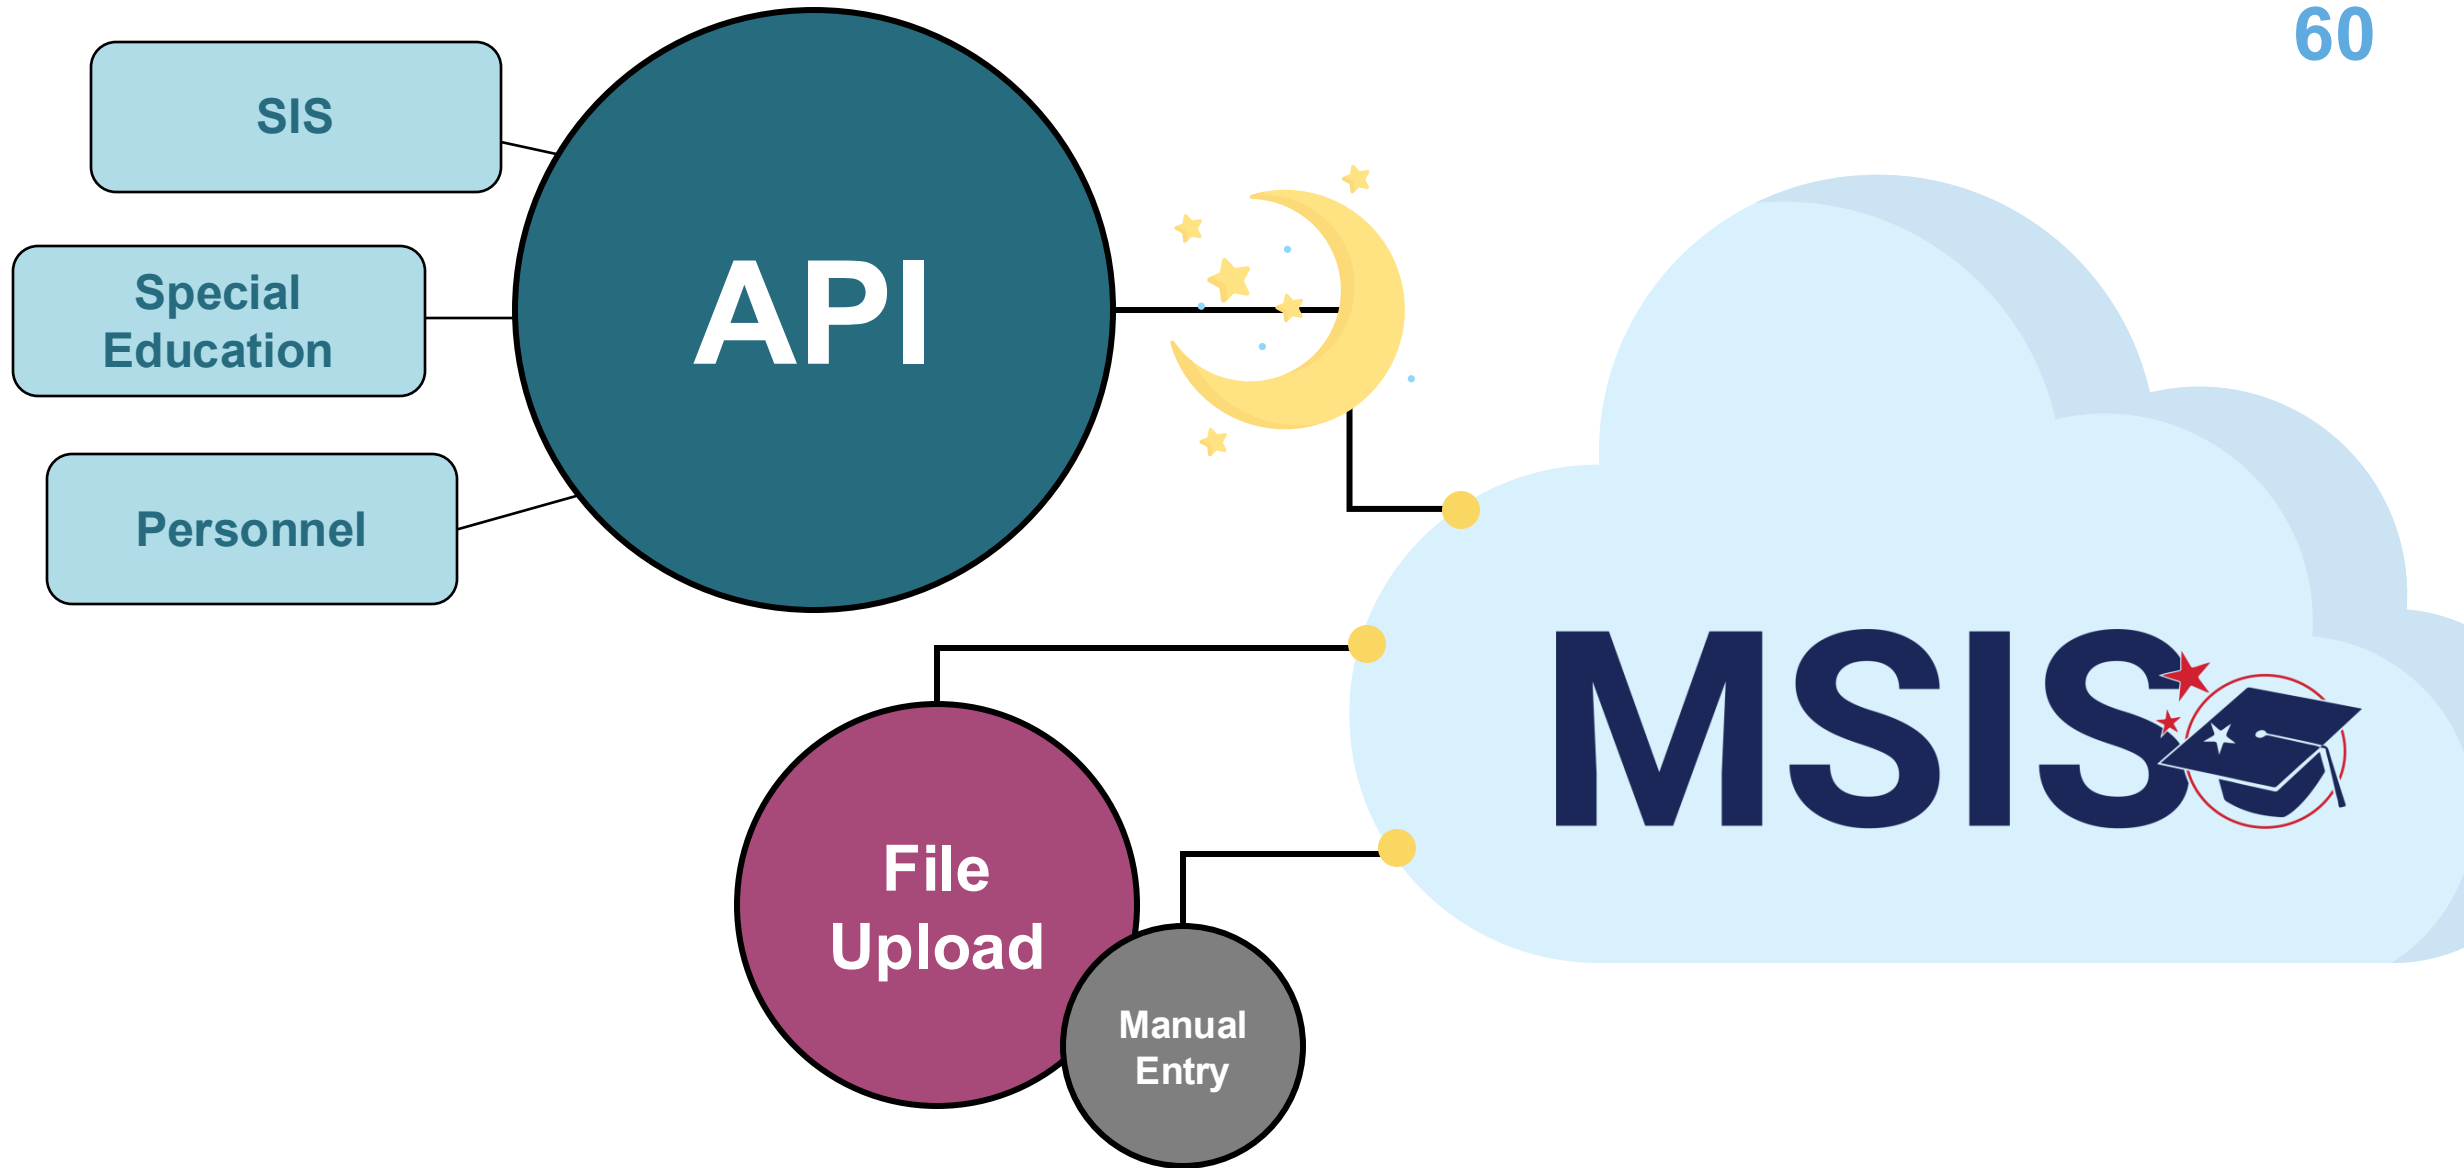 60
SIS
Special
Education
Personnel
API
MSIS
File
Upload
Manual
Entry